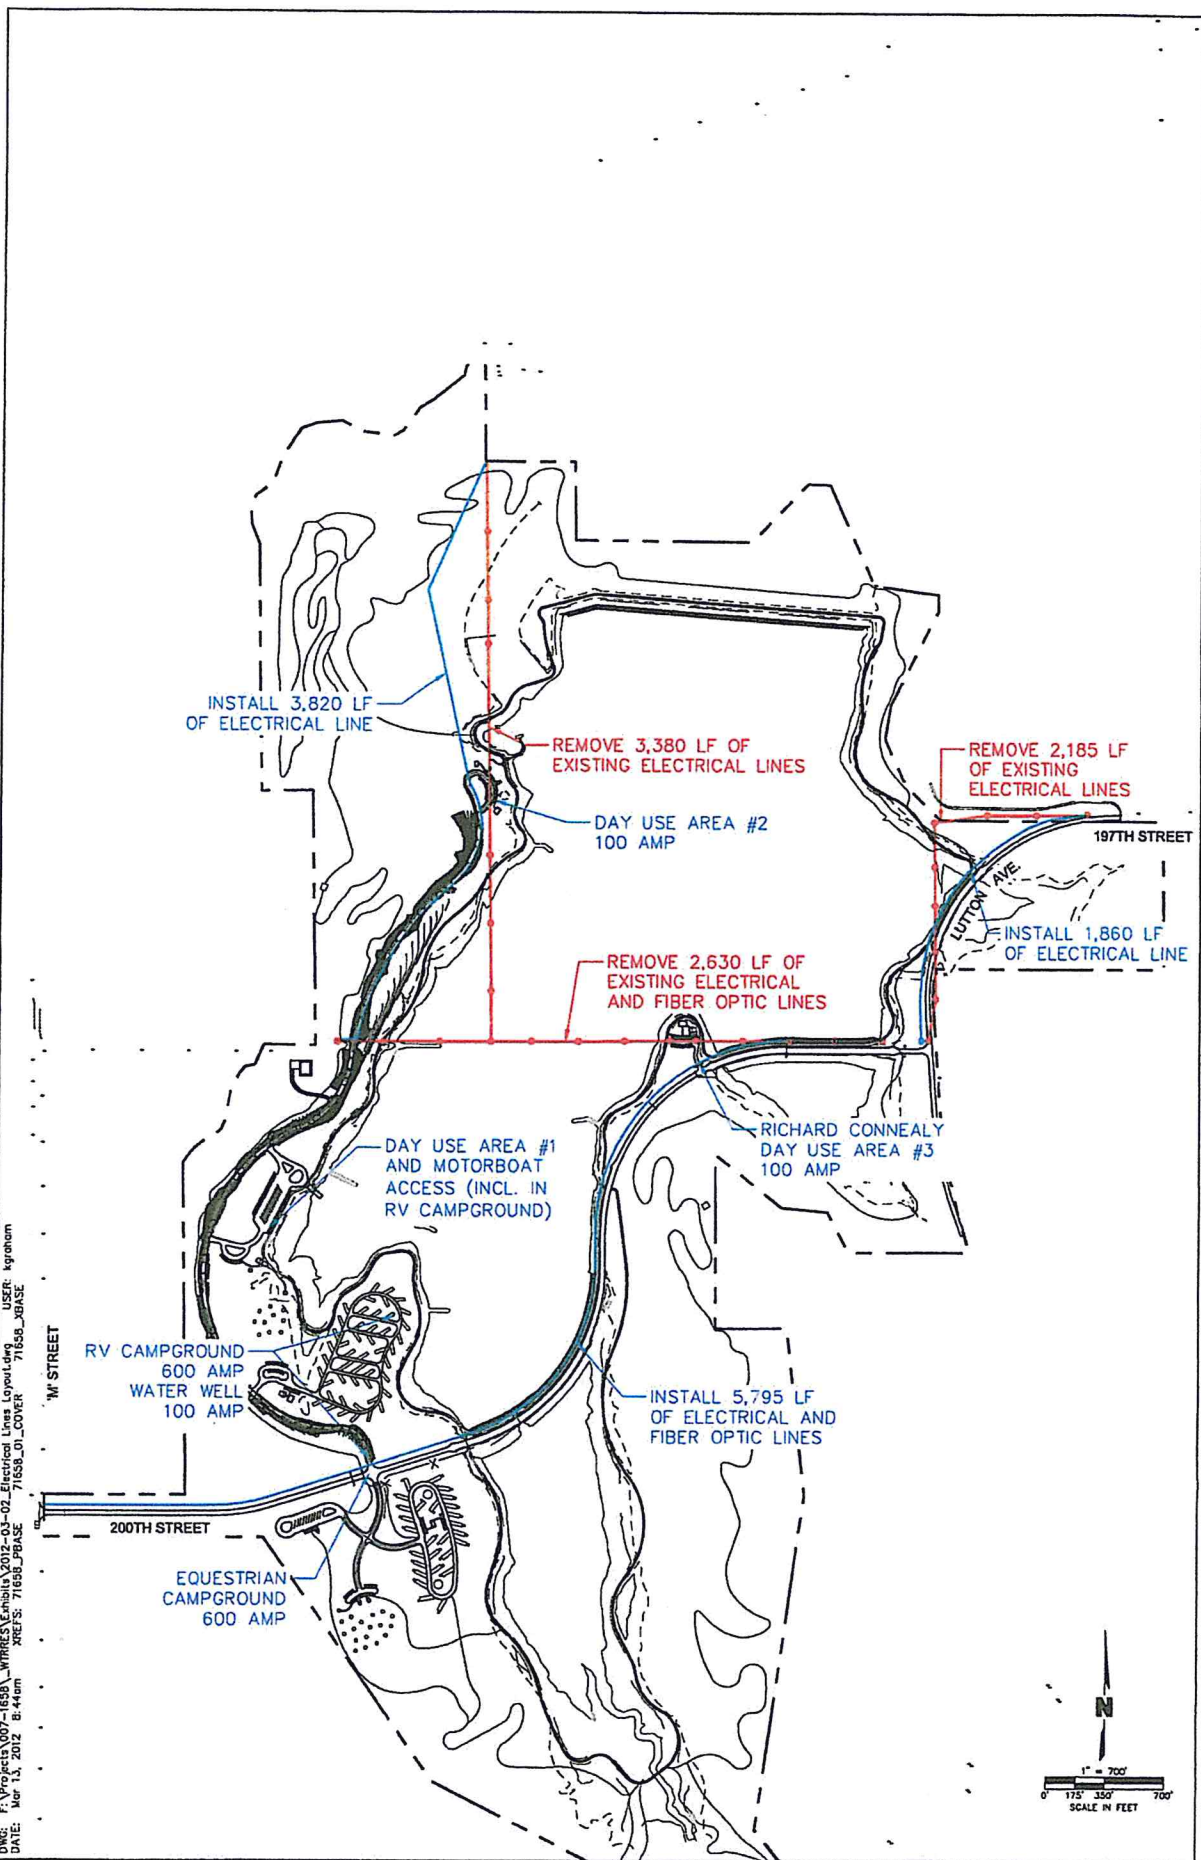 INSTALL 3,820 LF
OF ELECTRICAL LINE
REMOVE 3,380 LF OF
EXISTING ELECTRICAL LINES
REMOVE 2,185 LF
OF EXISTING
ELECTRICAL LINES
DAY USE AREA #2
100 AMP
197TH STREET
LUTTON AVE.
INSTALL 1,860 LF
OF ELECTRICAL LINE
REMOVE 2,630 LF OF
EXISTING ELECTRICAL
AND FIBER OPTIC LINES
RICHARD CONNEALY
DAY USE AREA #3
100 AMP
DAY USE AREA #1
AND MOTORBOAT
ACCESS (INCL. IN
RV CAMPGROUND)
RV CAMPGROUND
600 AMP
WATER WELL
100 AMP
'M' STREET
INSTALL 5,795 LF
OF ELECTRICAL AND
FIBER OPTIC LINES
200TH STREET
EQUESTRIAN
CAMPGROUND
600 AMP
N
1" = 700'
0' 175' 350' 700'
SCALE IN FEET
DWG: F:\Projects\007-1658\_WTRRES\Exhibits\2012-03-02_Electrical Lines Layout.dwg USER: kgraham
DATE: Mar 13, 2012 8:44am XREFS: 71658_PBASE 71658_01_COVER 71658_XBASE